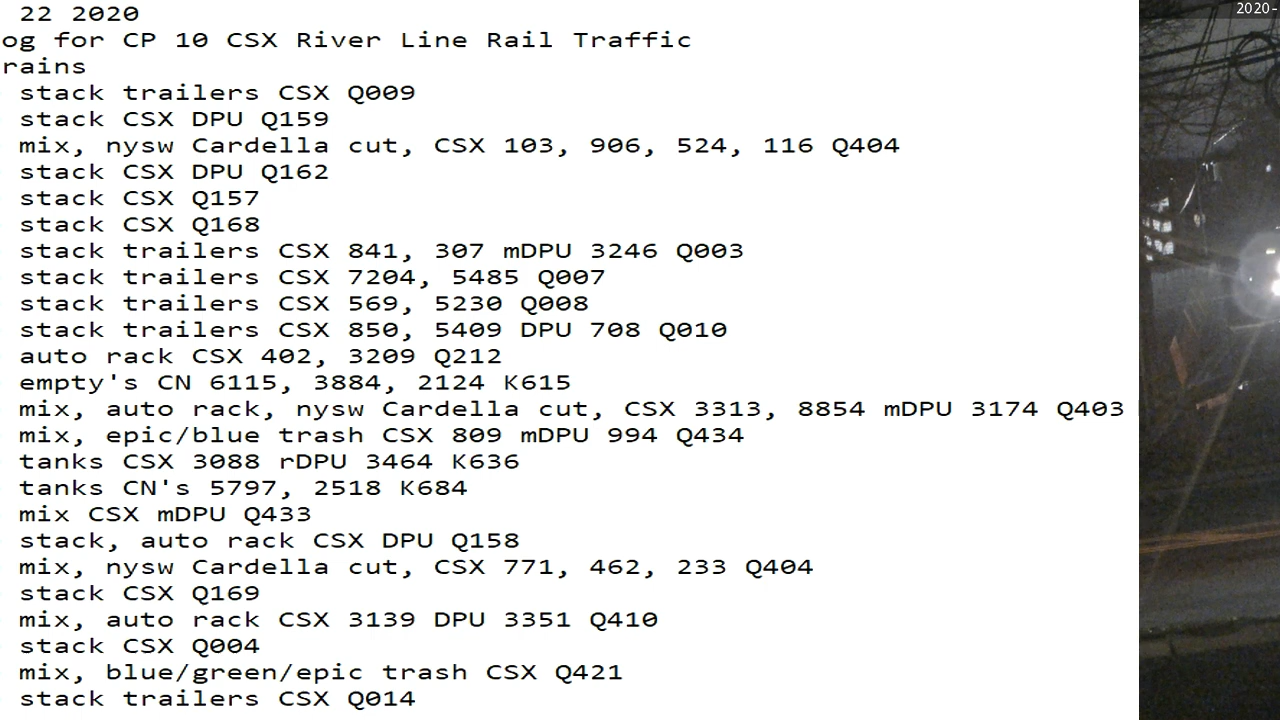 22 2020
og for CP 10 CSX River Line Rail Traffic
rains
stack trailers CSX Q009
stack CSX DPU Q159
mix, nysw Cardella cut, CSX 103, 906, 524, 116 Q404
stack CSX DPU Q162
stack CSX Q157
stack CSX Q168
stack trailers CSX 841, 307 mDPU 3246 Q003
stack trailers CSX 7204, 5485 Q007
stack trailers CSX 569, 5230 Q008
stack trailers CSX 850, 5409 DPU 708 Q010
auto rack CSX 402, 3209 Q212
empty's CN 6115, 3884, 2124 K615
mix, auto rack, nysw Cardella cut, CSX 3313, 8854 mDPU 3174 Q403
mix, epic/blue trash CSX 809 mDPU 994 Q434
tanks CSX 3088 rDPU 3464 K636
tanks CN's 5797, 2518 K684
mix CSX mDPU Q433
stack, auto rack CSX DPU Q158
mix, nysw Cardella cut, CSX 771, 462, 233 Q404
stack CSX Q169
mix, auto rack CSX 3139 DPU 3351 Q410
stack CSX Q004
mix, blue/green/epic trash CSX Q421
stack trailers CSX Q014
2020-